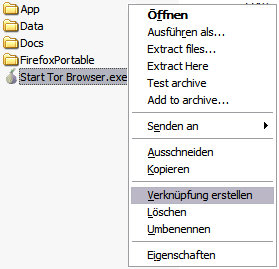 App
Data
Docs
FirefoxPortable
Start Tor Browser.exe
Öffnen
Ausführen als...
Extract files...
Extract Here
Test archive
Add to archive...
Senden an
Ausschneiden
Kopieren
Verknüpfung erstellen
Löschen
Umbenennen
Eigenschaften